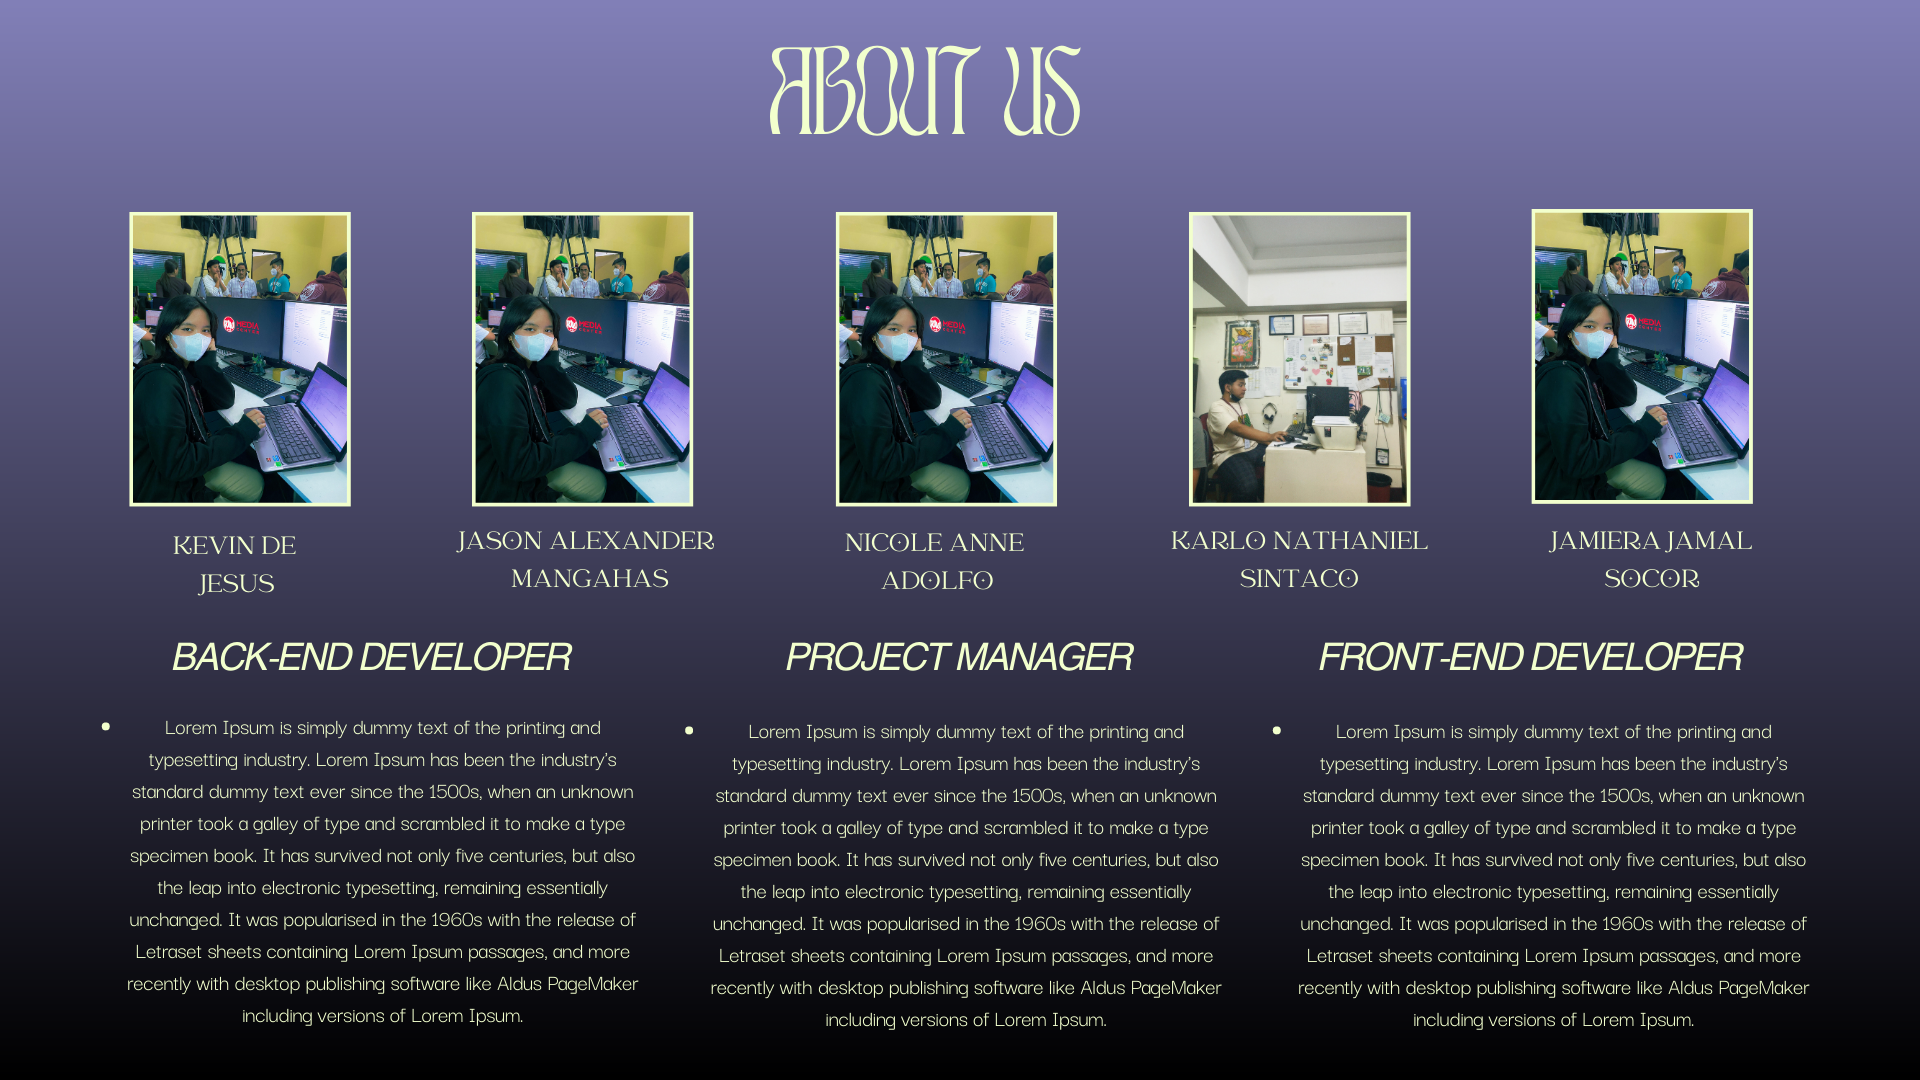 ABOUT US
MEDIA
CENTER
MEDIA
CENTER
MEDIA
CENTER
MEDIA
CENTER
KEVIN DE
JESUS
JASON ALEXANDER
MANGAHAS
NICOLE ANNE
ADOLFO
KARLO NATHANIEL
SINTACO
JAMIERA JAMAL
SOCOR
BACK-END DEVELOPER
• Lorem Ipsum is simply dummy text of the printing and
typesetting industry. Lorem Ipsum has been the industry's
standard dummy text ever since the 1500s, when an unknown
printer took a galley of type and scrambled it to make a type
specimen book. It has survived not only five centuries, but also
the leap into electronic typesetting, remaining essentially
unchanged. It was popularised in the 1960s with the release of
Letraset sheets containing Lorem Ipsum passages, and more
recently with desktop publishing software like Aldus PageMaker
including versions of Lorem Ipsum.
PROJECT MANAGER
• Lorem Ipsum is simply dummy text of the printing and
typesetting industry. Lorem Ipsum has been the industry's
standard dummy text ever since the 1500s, when an unknown
printer took a galley of type and scrambled it to make a type
specimen book. It has survived not only five centuries, but also
the leap into electronic typesetting, remaining essentially
unchanged. It was popularised in the 1960s with the release of
Letraset sheets containing Lorem Ipsum passages, and more
recently with desktop publishing software like Aldus PageMaker
including versions of Lorem Ipsum.
FRONT-END DEVELOPER
• Lorem Ipsum is simply dummy text of the printing and
typesetting industry. Lorem Ipsum has been the industry's
standard dummy text ever since the 1500s, when an unknown
printer took a galley of type and scrambled it to make a type
specimen book. It has survived not only five centuries, but also
the leap into electronic typesetting, remaining essentially
unchanged. It was popularised in the 1960s with the release of
Letraset sheets containing Lorem Ipsum passages, and more
recently with desktop publishing software like Aldus PageMaker
including versions of Lorem Ipsum.